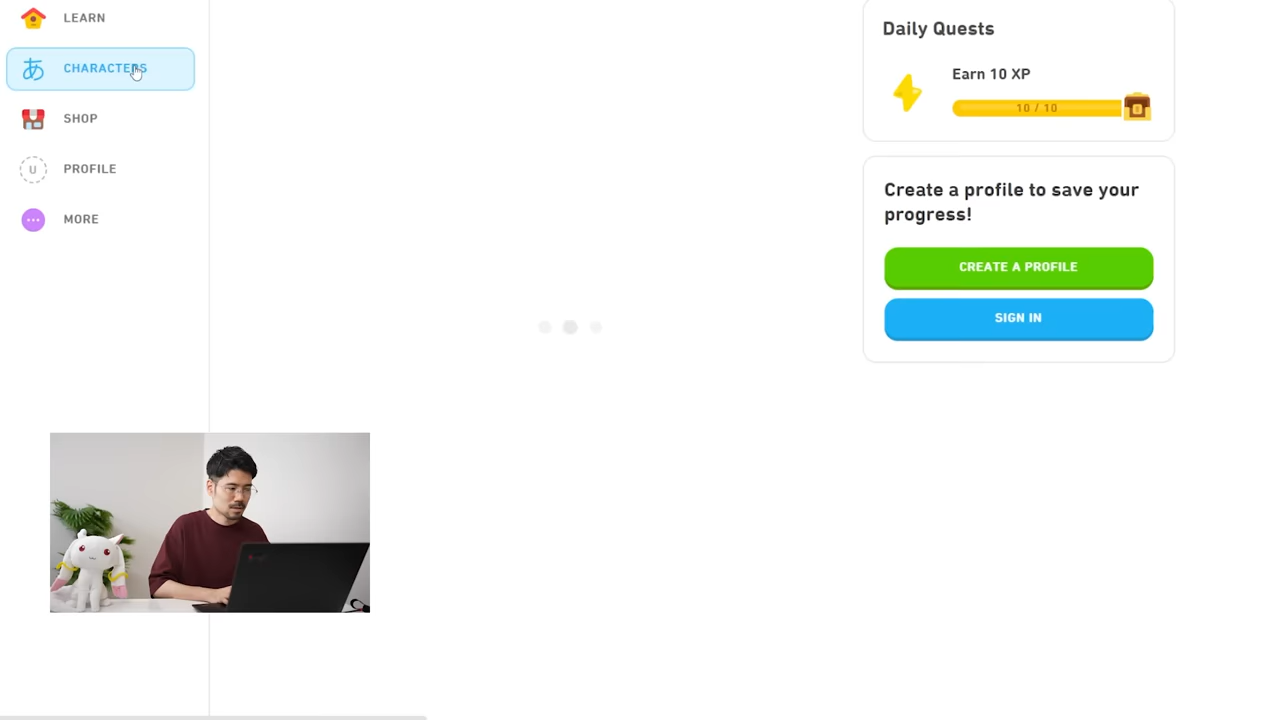 LEARN
あ CHARACTERS
SHOP
U PROFILE
MORE
Daily Quests
Earn 10 XP
10 / 10
Create a profile to save your
progress!
CREATE A PROFILE
SIGN IN